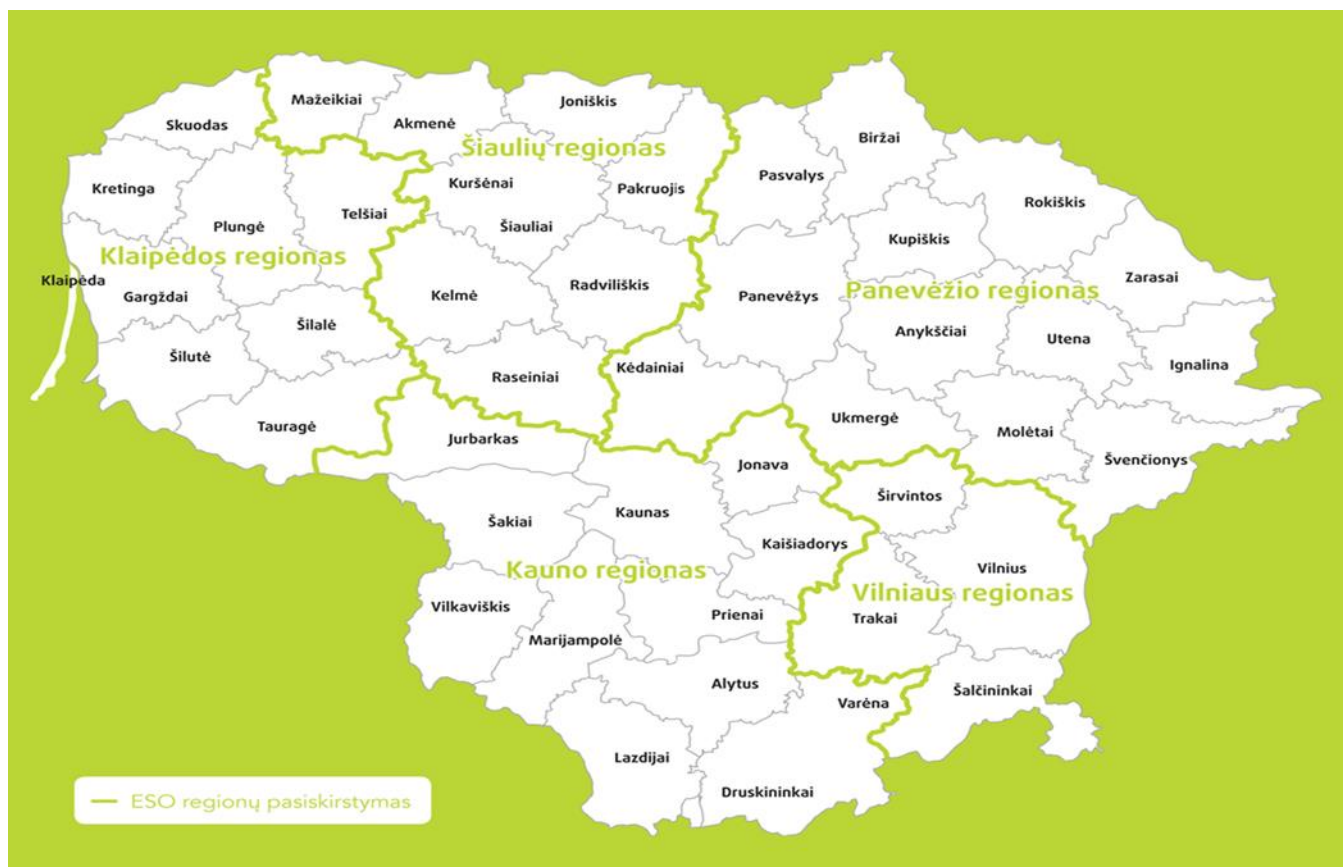 Mažeikiai
Joniškis
Akmenė
Skuodas
Biržai
Šiaulių regionas
Pasvalys
Kuršėnai
Kretinga
Pakruojis
Rokiškis
Telšiai
Plungė
Šiauliai
Kupiškis
Klaipėdos regionas
Zarasai
Klaipėda
Radviliškis
Gargždai
Kelmė
Panevėžys
Panevėžio regionas
Šilalė
Anykščiai
Utena
Šilutė
Ignalina
Kėdainiai
Raseiniai
Ukmergė
Tauragė
Molėtai
Jurbarkas
Švenčionys
Jonava
Širvintos
Šakiai
Kaunas
Kaišiadorys
Vilnius
Kauno regionas
Vilniaus regionas
Vilkaviškis
Prienai
Trakai
Marijampolė
Alytus
Šalčininkai
Varėna
Lazdijai
Druskininkai
ESO regionų pasiskirstymas